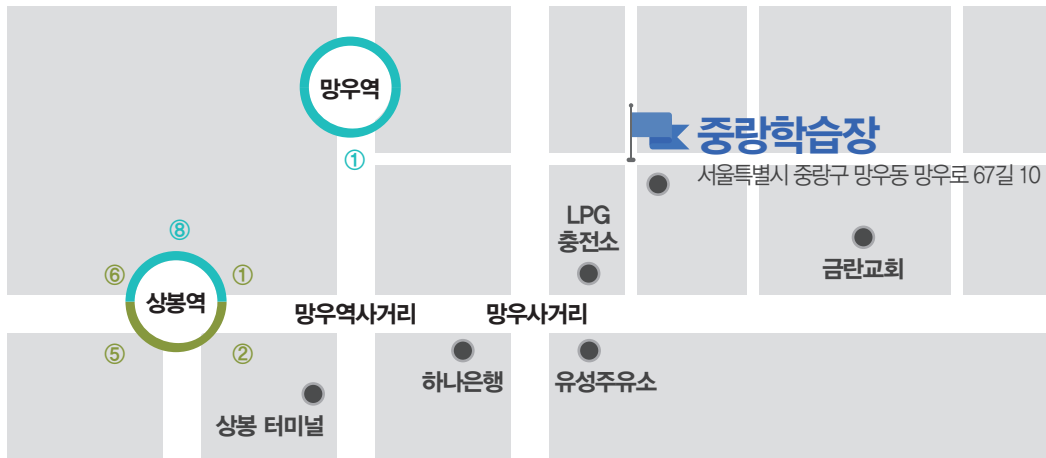 망우역
①
중랑학습장
서울특별시 중랑구 망우동 망우로 67길 10
LPG
충전소
금란교회
⑧
⑥
①
상봉역
⑤
②
망우역사거리
망우사거리
하나은행
유성주유소
상봉 터미널